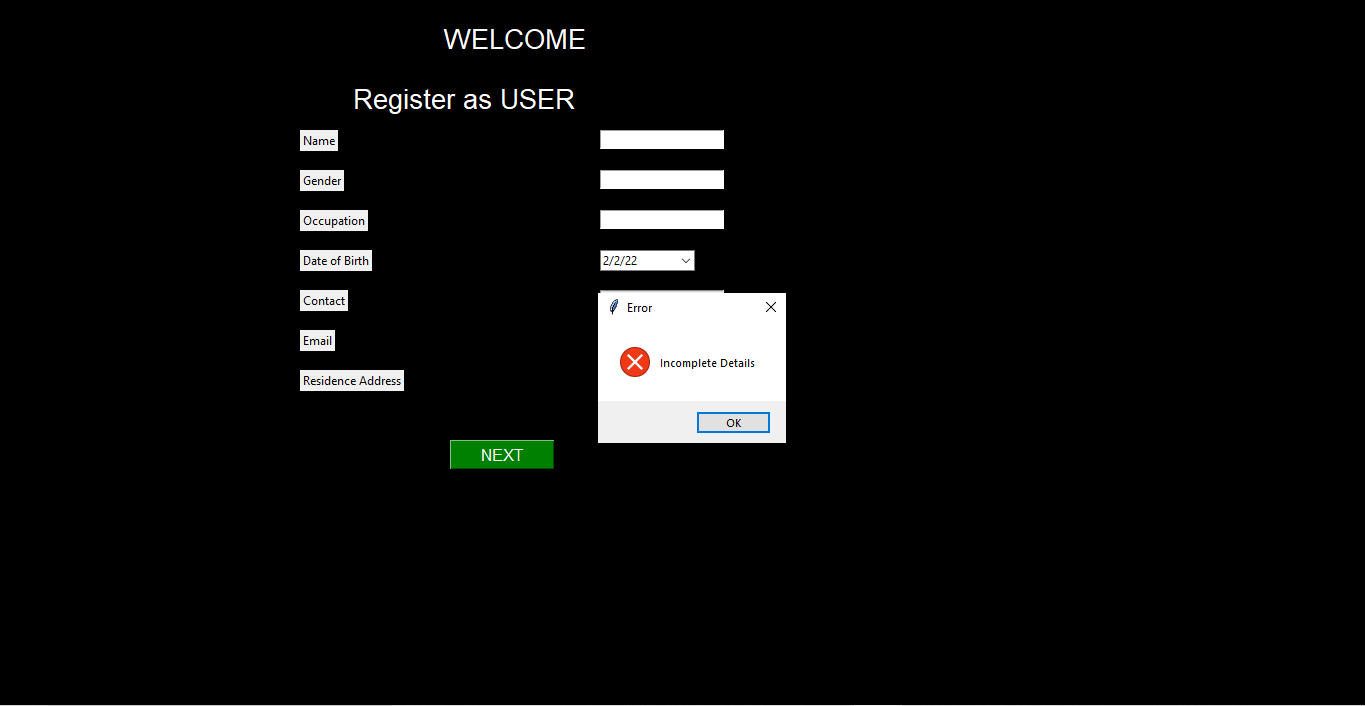 WELCOME
Register as USER
Name
Gender
Occupation
Date of Birth 2/2/22
Contact
Error
Email
Incomplete Details
Residence Address
OK
NEXT